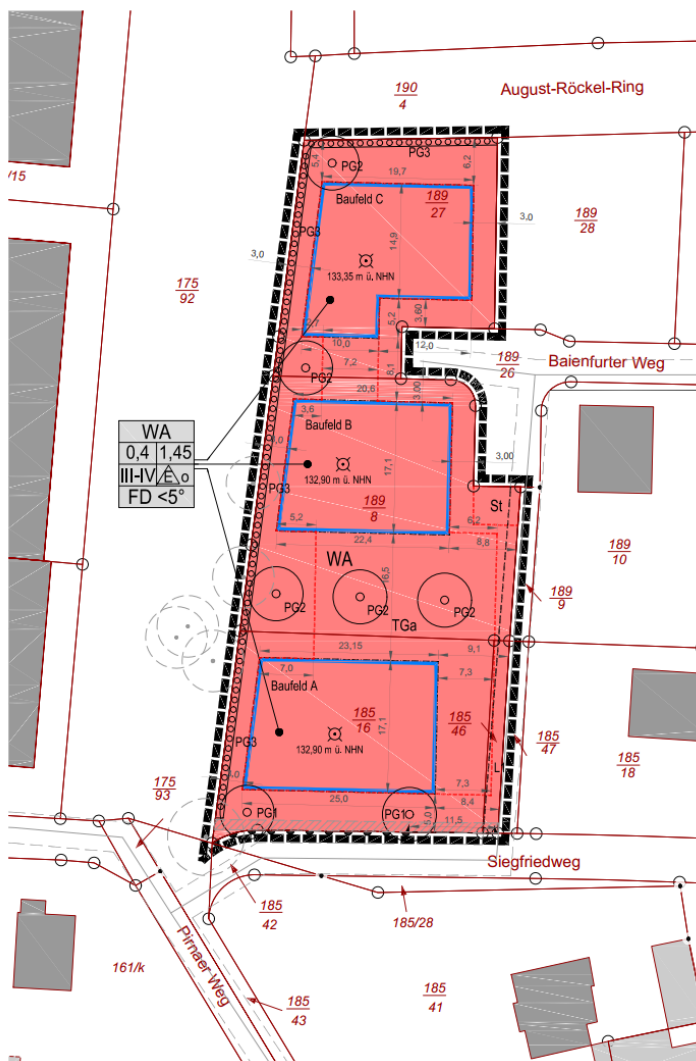 August-Röckel-Ring
190
4
/15
PG3
PG2
5,4
6,2
19,7
Baufeld C
189
27
189
28
3,0
PG3
14,9
3,0
133,35 m ü. NHN
175
92
5,2
3,60
10,0
12,0
7,2
8,1
189
26
Baienfurter Weg
PG2
20,6
3,00
3,6
Baufeld B
WA
0,4
1,45
III-IV
E
o
FD <5°
17,1
3,00
132,90 m ü. NHN
PG3
189
8
St
5,2
6,2
22,4
8,8
189
10
WA
16,5
189
9
PG2
PG2
PG2
TGa
23,15
9,1
7,0
7,3
Baufeld A
185
16
17,1
185
46
185
47
132,90 m ü. NHN
PG3
185
18
L
175
93
7,3
25,0
8,4
PG1
PG1
5,0
11,5
Siegfriedweg
185
42
185/28
Pirnaer Weg
161/k
185
43
185
41